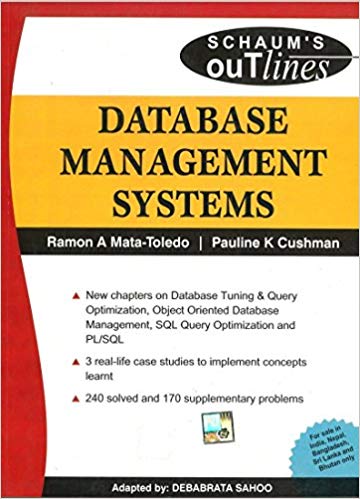 SCHAUM'S
ouTlines
DATABASE
MANAGEMENT
SYSTEMS
Ramon A Mata-Toledo | Pauline K Cushman
New chapters on Database Tuning & Query
Optimization, Object Oriented Database
Management, SQL Query Optimization and
PL/SQL
3 real-life case studies to implement concepts
learnt
240 solved and 170 supplementary problems
For sale in
India, Nepal,
Bangladesh,
Sri Lanka and
Bhutan only
Adapted by: DEBABRATA SAHOO